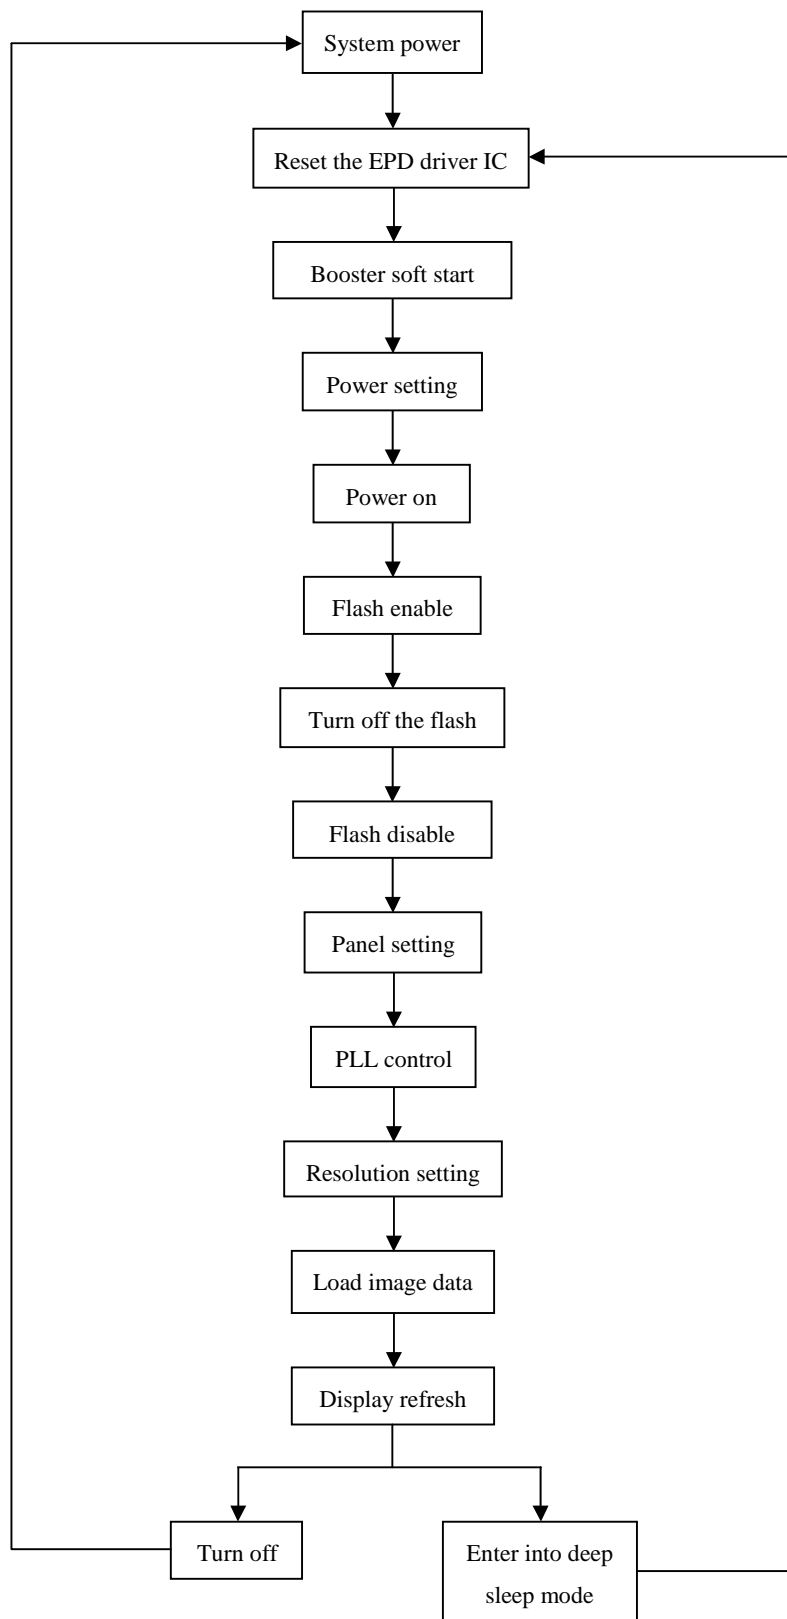 System power
Reset the EPD driver IC
Booster soft start
Power setting
Power on
Flash enable
Turn off the flash
Flash disable
Panel setting
PLL control
Resolution setting
Load image data
Display refresh
Turn off
Enter into deep
sleep mode